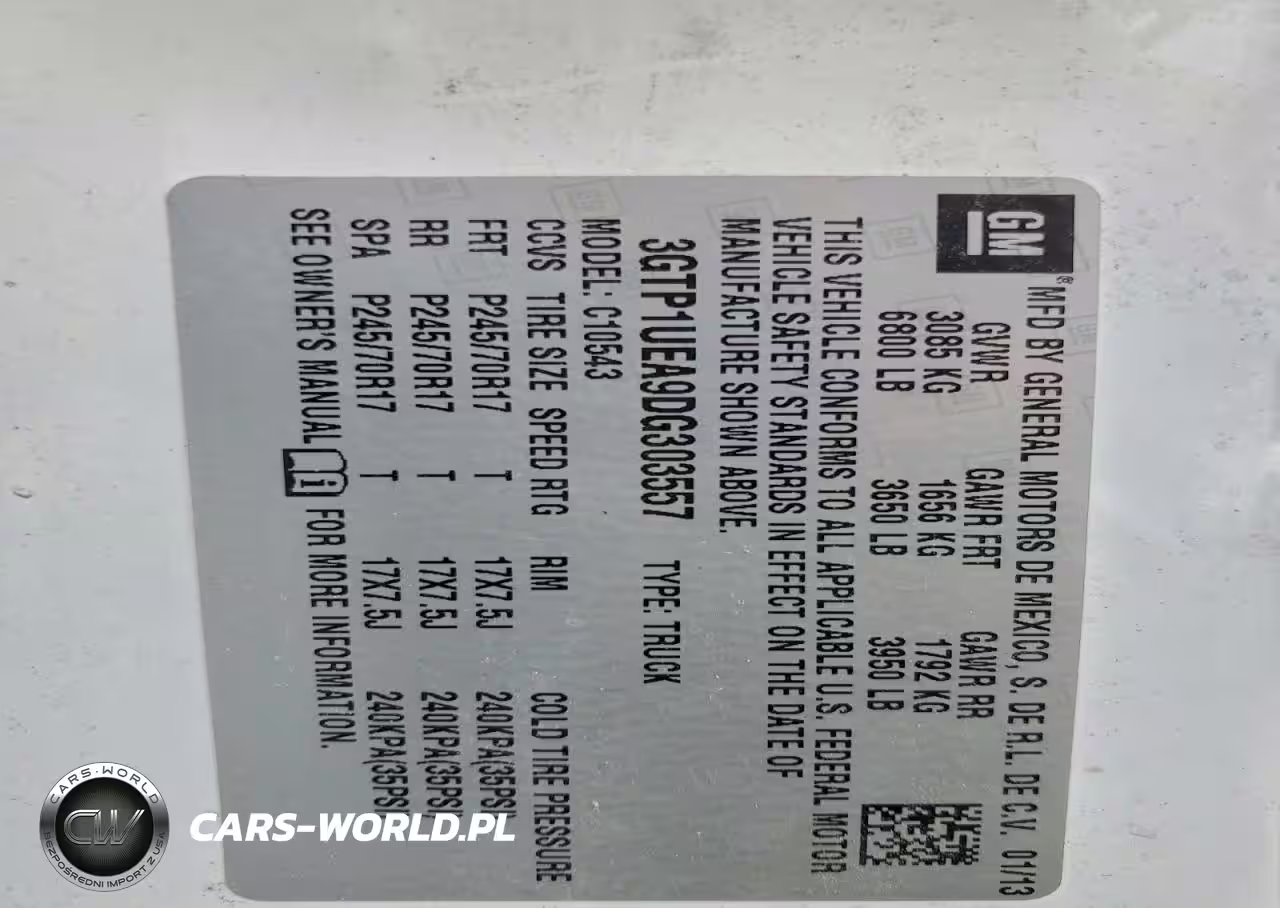 GM
®MFD BY GENERAL MOTORS DE MEXICO, S. DE R.L. DE C.V. 01/13
GVWR GAWR FRT GAWR RR
3085 KG 1656 KG 1792 KG
6800 LB 3650 LB 3950 LB
THIS VEHICLE CONFORMS TO ALL APPLICABLE U.S. FEDERAL MOTOR
VEHICLE SAFETY STANDARDS IN EFFECT ON THE DATE OF
MANUFACTURE SHOWN ABOVE.
3GTP1UEA9DG303557 TYPE: TRUCK
MODEL: C10543
CCVS TIRE SIZE SPEED RTG RIM COLD TIRE PRESSURE
FRT P245/70R17 T 17X7.5J 240KPA(35PSI)
RR P245/70R17 T 17X7.5J 240KPA(35PSI)
SPA P245/70R17 T 17X7.5J 240KPA(35PSI)
SEE OWNER'S MANUAL i FOR MORE INFORMATION.
CARS-WORLD
CW
BEZPOŚREDNI IMPORT Z USA
CARS-WORLD.PL